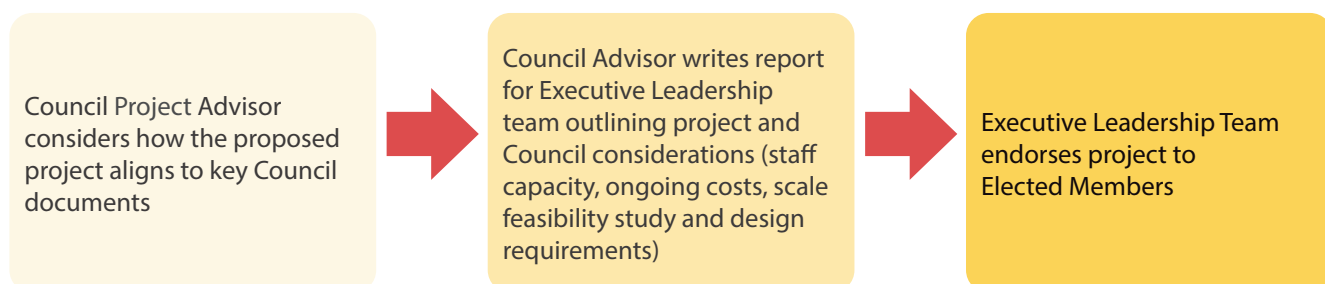 Council Project Advisor
considers how the proposed
project aligns to key Council
documents
Council Advisor writes report
for Executive Leadership
team outlining project and
Council considerations (staff
capacity, ongoing costs, scale
feasibility study and design
requirements)
Executive Leadership Team
endorses project to
Elected Members